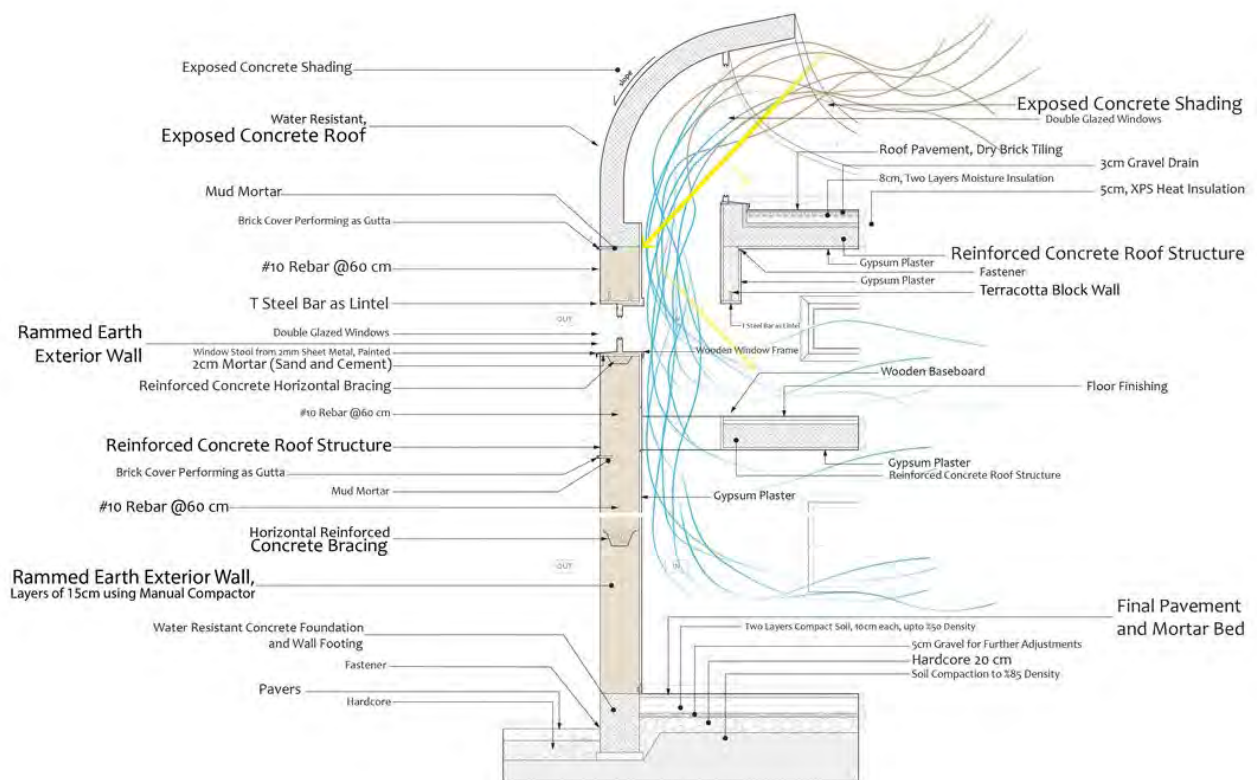 Exposed Concrete Shading
slope
Water Resistant,
Exposed Concrete Roof
Mud Mortar
Brick Cover Performing as Gutta
#10 Rebar @60 cm
T Steel Bar as Lintel
OUT
IN
Rammed Earth
Exterior Wall
Double Glazed Windows
Window Stool from 2mm Sheet Metal, Painted
2cm Mortar (Sand and Cement)
Reinforced Concrete Horizontal Bracing
#10 Rebar @60 cm
Reinforced Concrete Roof Structure
Brick Cover Performing as Gutta
Mud Mortar
#10 Rebar @60 cm
Horizontal Reinforced
Concrete Bracing
OUT
IN
Rammed Earth Exterior Wall,
Layers of 15cm using Manual Compactor
Water Resistant Concrete Foundation
and Wall Footing
Fastener
Pavers
Hardcore
Exposed Concrete Shading
Double Glazed Windows
Roof Pavement, Dry Brick Tiling
3cm Gravel Drain
8cm, Two Layers Moisture Insulation
5cm, XPS Heat Insulation
Reinforced Concrete Roof Structure
Gypsum Plaster
Fastener
Gypsum Plaster
Terracotta Block Wall
T Steel Bar as Lintel
Wooden Window Frame
Wooden Baseboard
Floor Finishing
Gypsum Plaster
Reinforced Concrete Roof Structure
Gypsum Plaster
Final Pavement
and Mortar Bed
Two Layers Compact Soil, 10cm each, upto %50 Density
5cm Gravel for Further Adjustments
Hardcore 20 cm
Soil Compaction to %85 Density